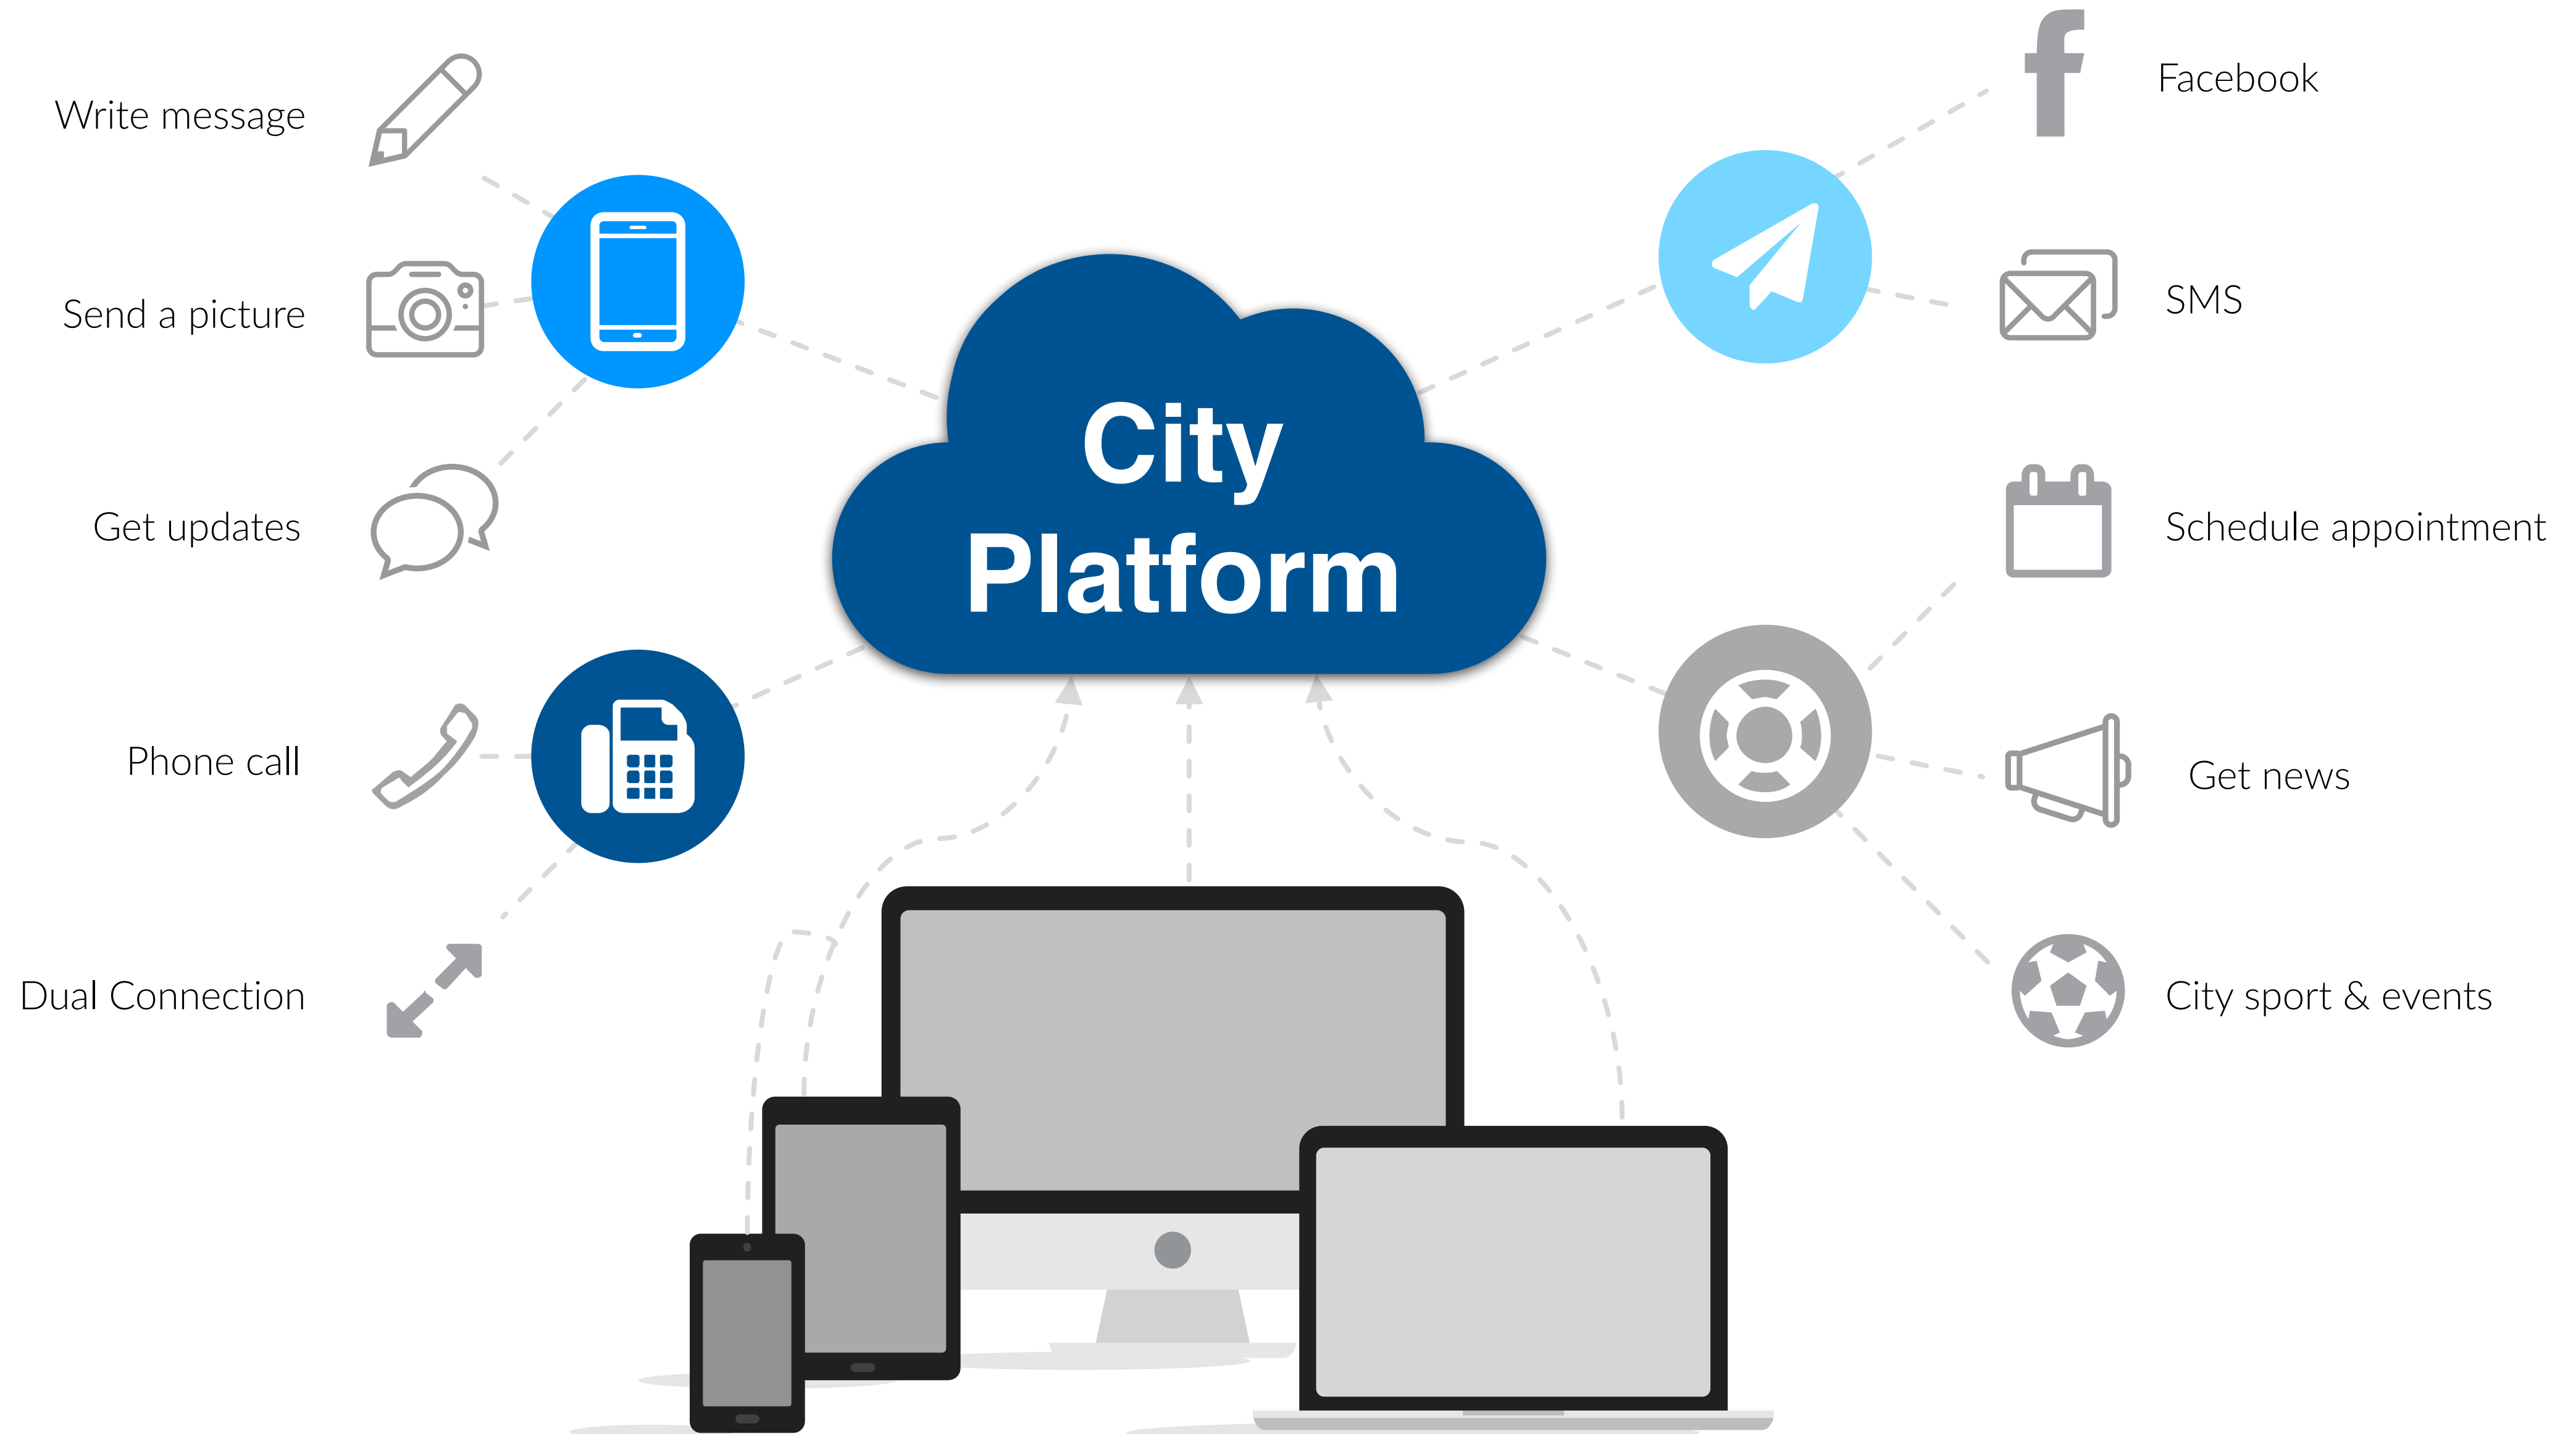 Write message
Send a picture
Get updates
Phone call
Dual Connection
City
Platform
Facebook
SMS
Schedule appointment
Get news
City sport & events